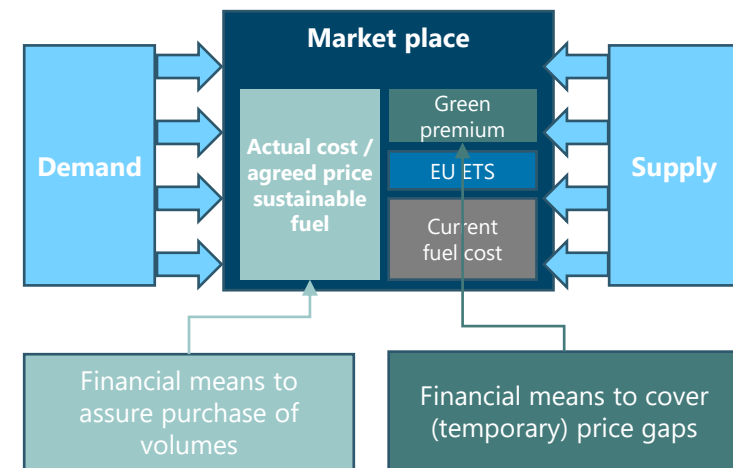 Market place
Demand
Actual cost /
agreed price
sustainable
fuel
Green
premium
EU ETS
Current
fuel cost
Supply
Financial means to
assure purchase of
volumes
Financial means to cover
(temporary) price gaps